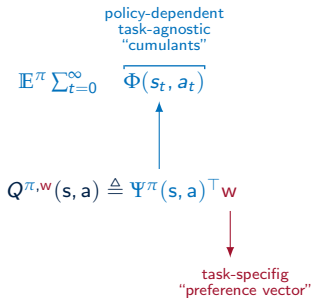 policy-dependent
task-agnostic
“cumulants”
𝔼^π ∑_{t=0}^∞ Φ(s_t, a_t)
Q^{π,w}(s, a) ≜ Ψ^π(s, a)^⊤ w
task-specifig
“preference vector”